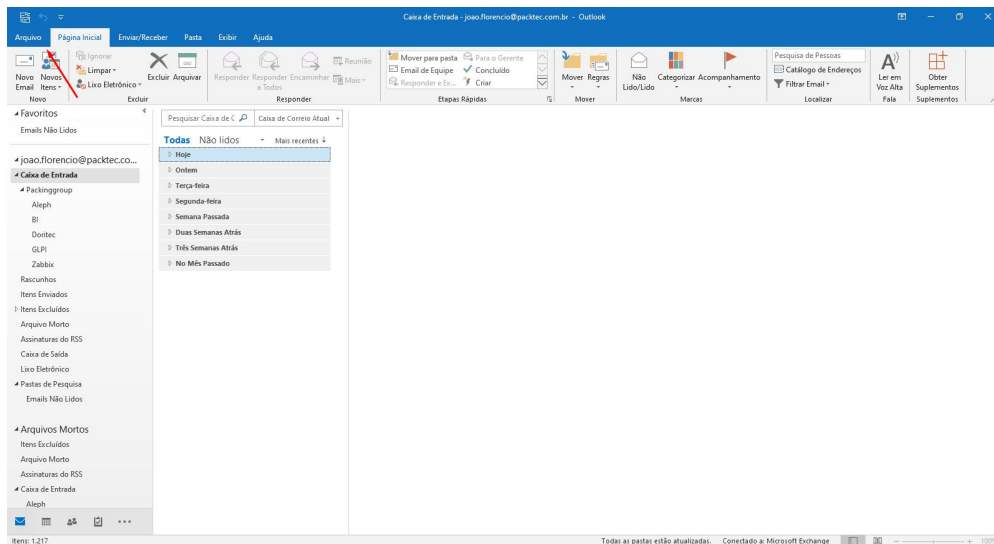 Caixa de Entrada - joao.florencio@packtec.com.br - Outlook
Arquivo Página Inicial Enviar/Receber Pasta Exibir Ajuda
Novo Email
Novos Itens
Ignorar
Limpar
Lixo Eletrônico
Excluir Arquivar
Responder Responder a Todos Encaminhar
Reunião
Mais
Mover para pasta
Email de Equipe
Responder e Ex...
Para o Gerente
Concluído
Criar
Mover Regras
Não Lido/Lido
Categorizar Acompanhamento
Pesquisa de Pessoas
Catálogo de Endereços
Filtrar Email
Ler em Voz Alta
Obter Suplementos
Novo Excluir Responder Etapas Rápidas Mover Marcas Localizar Fala Suplementos
Favoritos
Emails Não Lidos
joao.florencio@packtec.co...
Caixa de Entrada
Packinggroup
Aleph
BI
Doritec
GLPI
Zabbix
Rascunhos
Itens Enviados
Itens Excluídos
Arquivo Morto
Assinaturas do RSS
Caixa de Saída
Lixo Eletrônico
Pastas de Pesquisa
Emails Não Lidos
Arquivos Mortos
Itens Excluídos
Arquivo Morto
Assinaturas do RSS
Caixa de Entrada
Aleph
Pesquisar Caixa de C Caixa de Correio Atual
Todas Não lidos Mais recentes
Hoje
Ontem
Terça-feira
Segunda-feira
Semana Passada
Duas Semanas Atrás
Três Semanas Atrás
No Mês Passado
Itens: 1.217 Todas as pastas estão atualizadas. Conectado a: Microsoft Exchange 100%